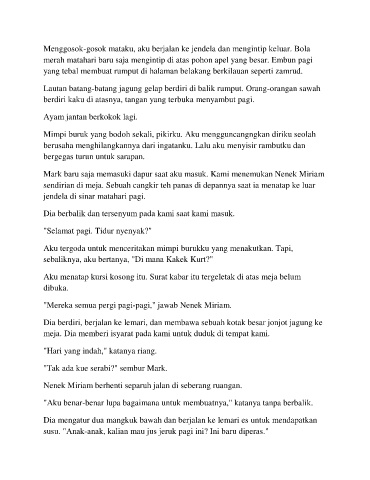 Menggosok-gosok mataku, aku berjalan ke jendela dan mengintip keluar. Bola
merah matahari baru saja mengintip di atas pohon apel yang besar. Embun pagi
yang tebal membuat rumput di halaman belakang berkilauan seperti zamrud.
Lautan batang-batang jagung gelap berdiri di balik rumput. Orang-orangan sawah
berdiri kaku di atasnya, tangan yang terbuka menyambut pagi.
Ayam jantan berkokok lagi.
Mimpi buruk yang bodoh sekali, pikirku. Aku mengguncangngkan diriku seolah
berusaha menghilangkannya dari ingatanku. Lalu aku menyisir rambutku dan
bergegas turun untuk sarapan.
Mark baru saja memasuki dapur saat aku masuk. Kami menemukan Nenek Miriam
sendirian di meja. Sebuah cangkir teh panas di depannya saat ia menatap ke luar
jendela di sinar matahari pagi.
Dia berbalik dan tersenyum pada kami saat kami masuk.
"Selamat pagi. Tidur nyenyak?"
Aku tergoda untuk menceritakan mimpi burukku yang menakutkan. Tapi,
sebaliknya, aku bertanya, "Di mana Kakek Kurt?"
Aku menatap kursi kosong itu. Surat kabar itu tergeletak di atas meja belum
dibuka.
"Mereka semua pergi pagi-pagi," jawab Nenek Miriam.
Dia berdiri, berjalan ke lemari, dan membawa sebuah kotak besar jonjot jagung ke
meja. Dia memberi isyarat pada kami untuk duduk di tempat kami.
"Hari yang indah," katanya riang.
"Tak ada kue serabi?" sembur Mark.
Nenek Miriam berhenti separuh jalan di seberang ruangan.
"Aku benar-benar lupa bagaimana untuk membuatnya," katanya tanpa berbalik.
Dia mengatur dua mangkuk bawah dan berjalan ke lemari es untuk mendapatkan
susu. "Anak-anak, kalian mau jus jeruk pagi ini? Ini baru diperas."